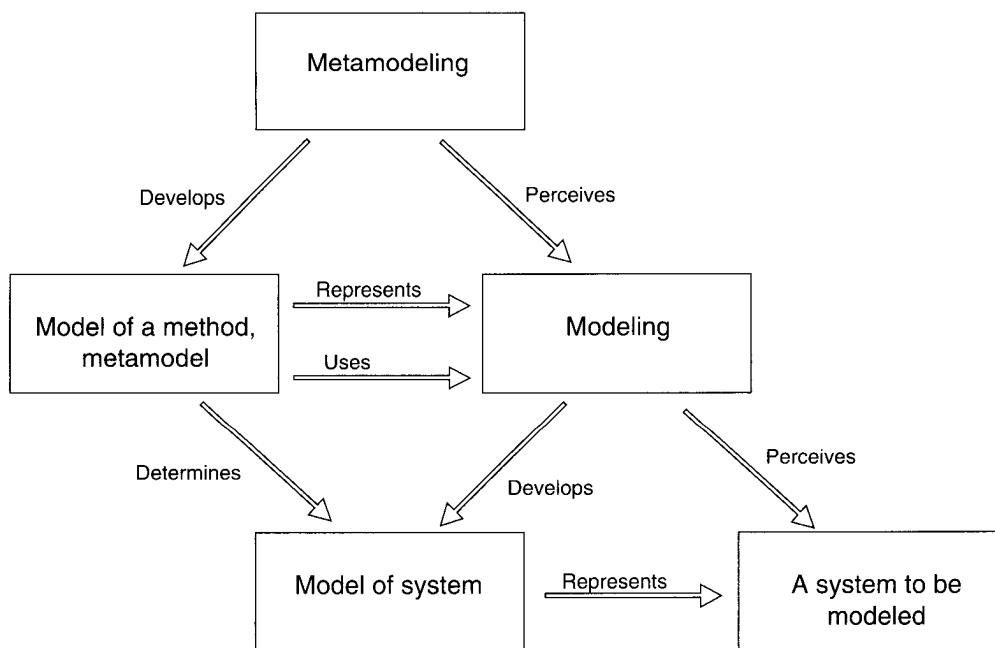 Metamodeling
Develops
Perceives
Model of a method,
metamodel
Represents
Uses
Modeling
Determines
Develops
Perceives
Model of system
Represents
A system to be
modeled